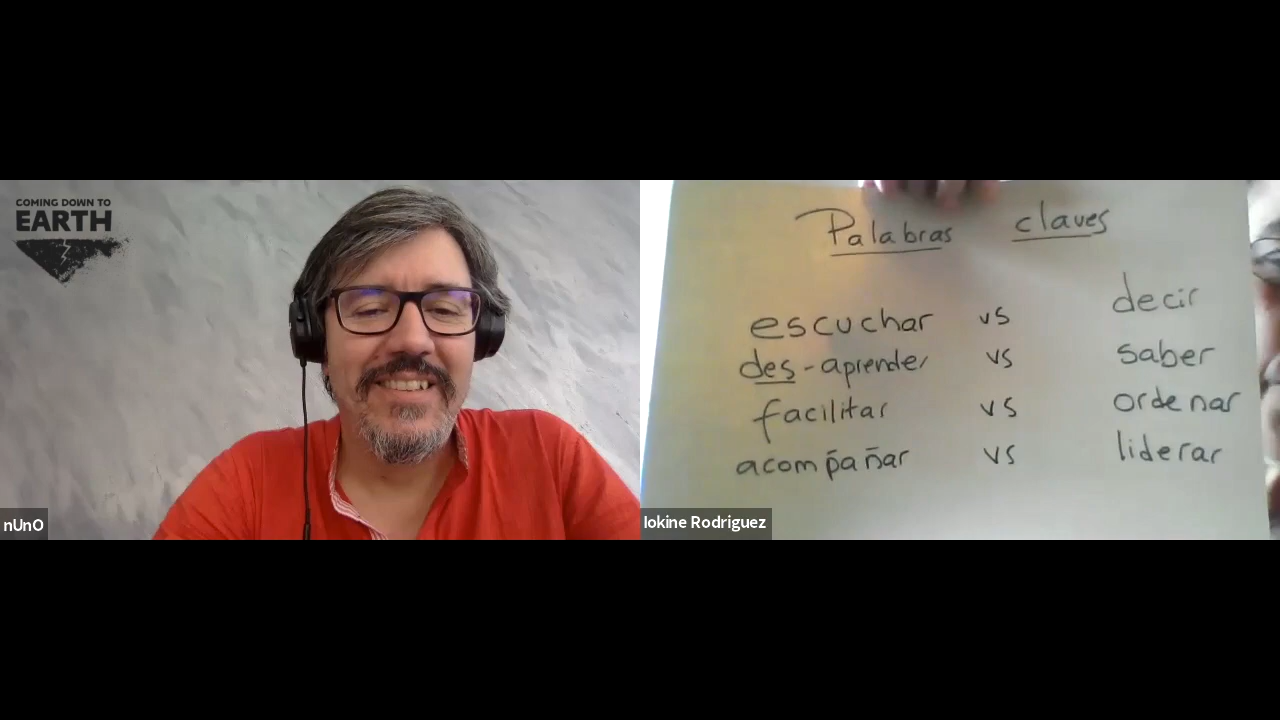 COMING DOWN TO
EARTH
nUnO
Palabras claves
escuchar vs decir
des-aprender vs saber
facilitar vs ordenar
acompañar vs liderar
Iokine Rodriguez